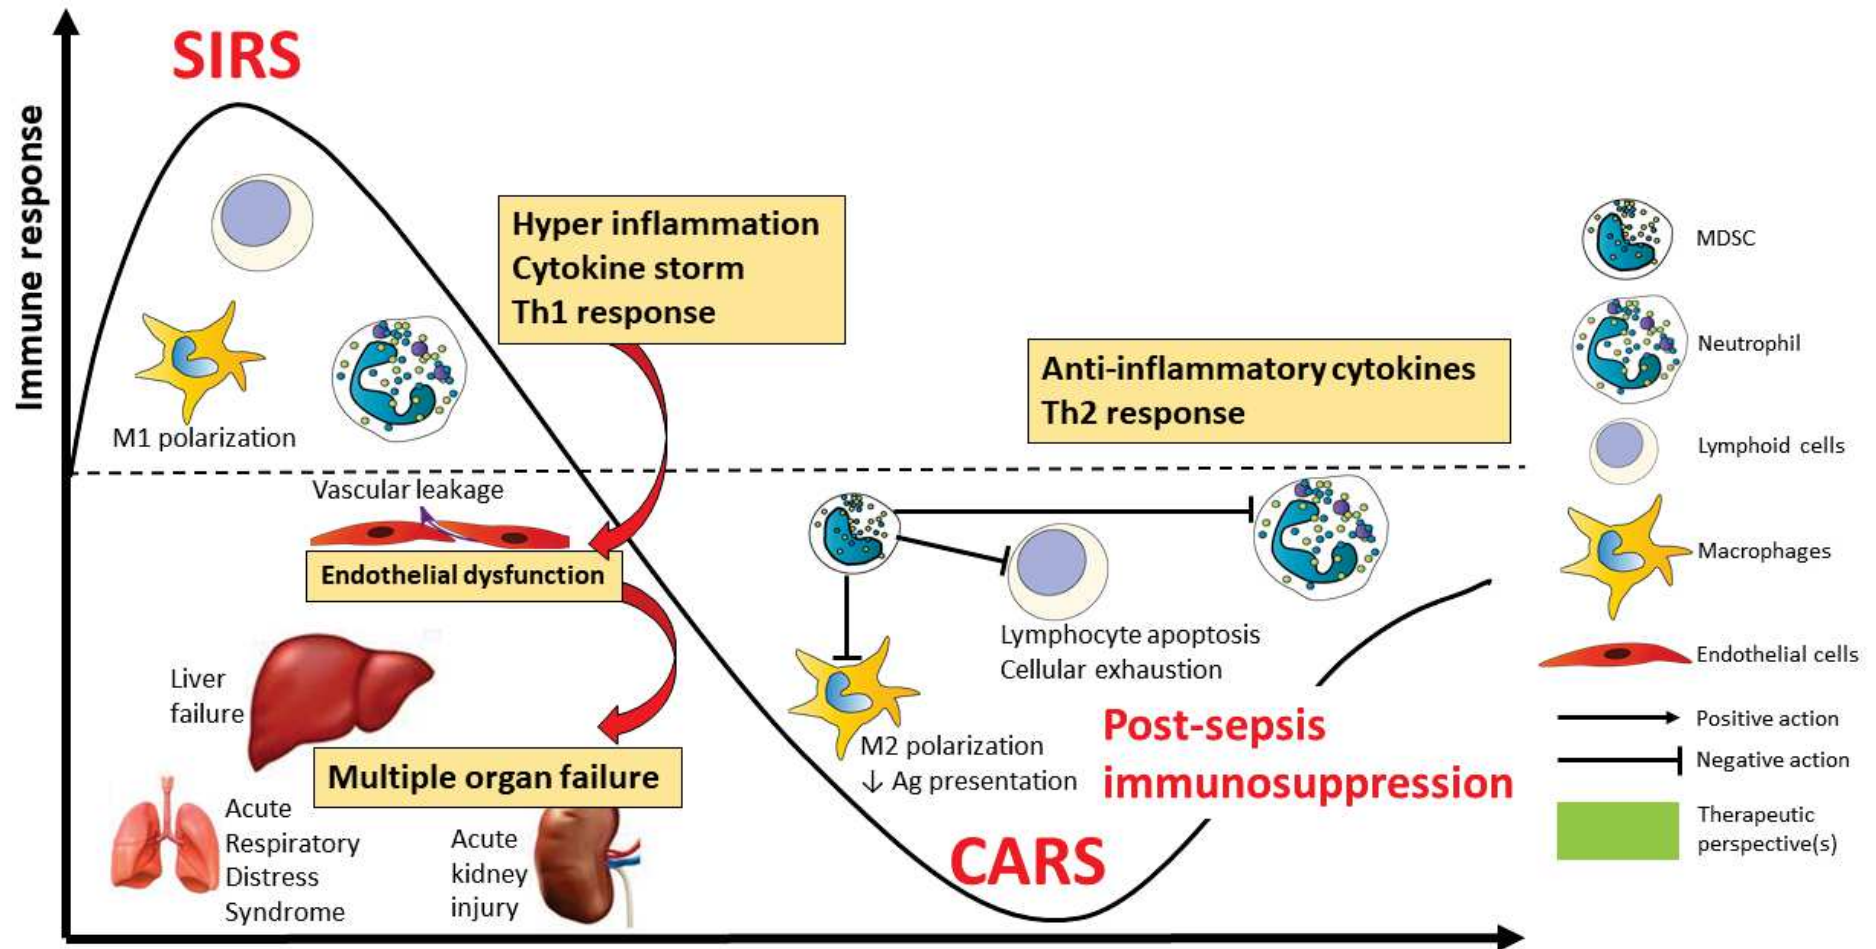 SIRS
Immune response
Hyper inflammation
Cytokine storm
Th1 response
M1 polarization
Anti-inflammatory cytokines
Th2 response
Vascular leakage
Endothelial dysfunction
Liver
failure
Multiple organ failure
Acute
Respiratory
Distress
Syndrome
Acute
kidney
injury
Lymphocyte apoptosis
Cellular exhaustion
M2 polarization
↓ Ag presentation
Post-sepsis
immunosuppression
CARS
MDSC
Neutrophil
Lymphoid cells
Macrophages
Endothelial cells
Positive action
Negative action
Therapeutic
perspective(s)